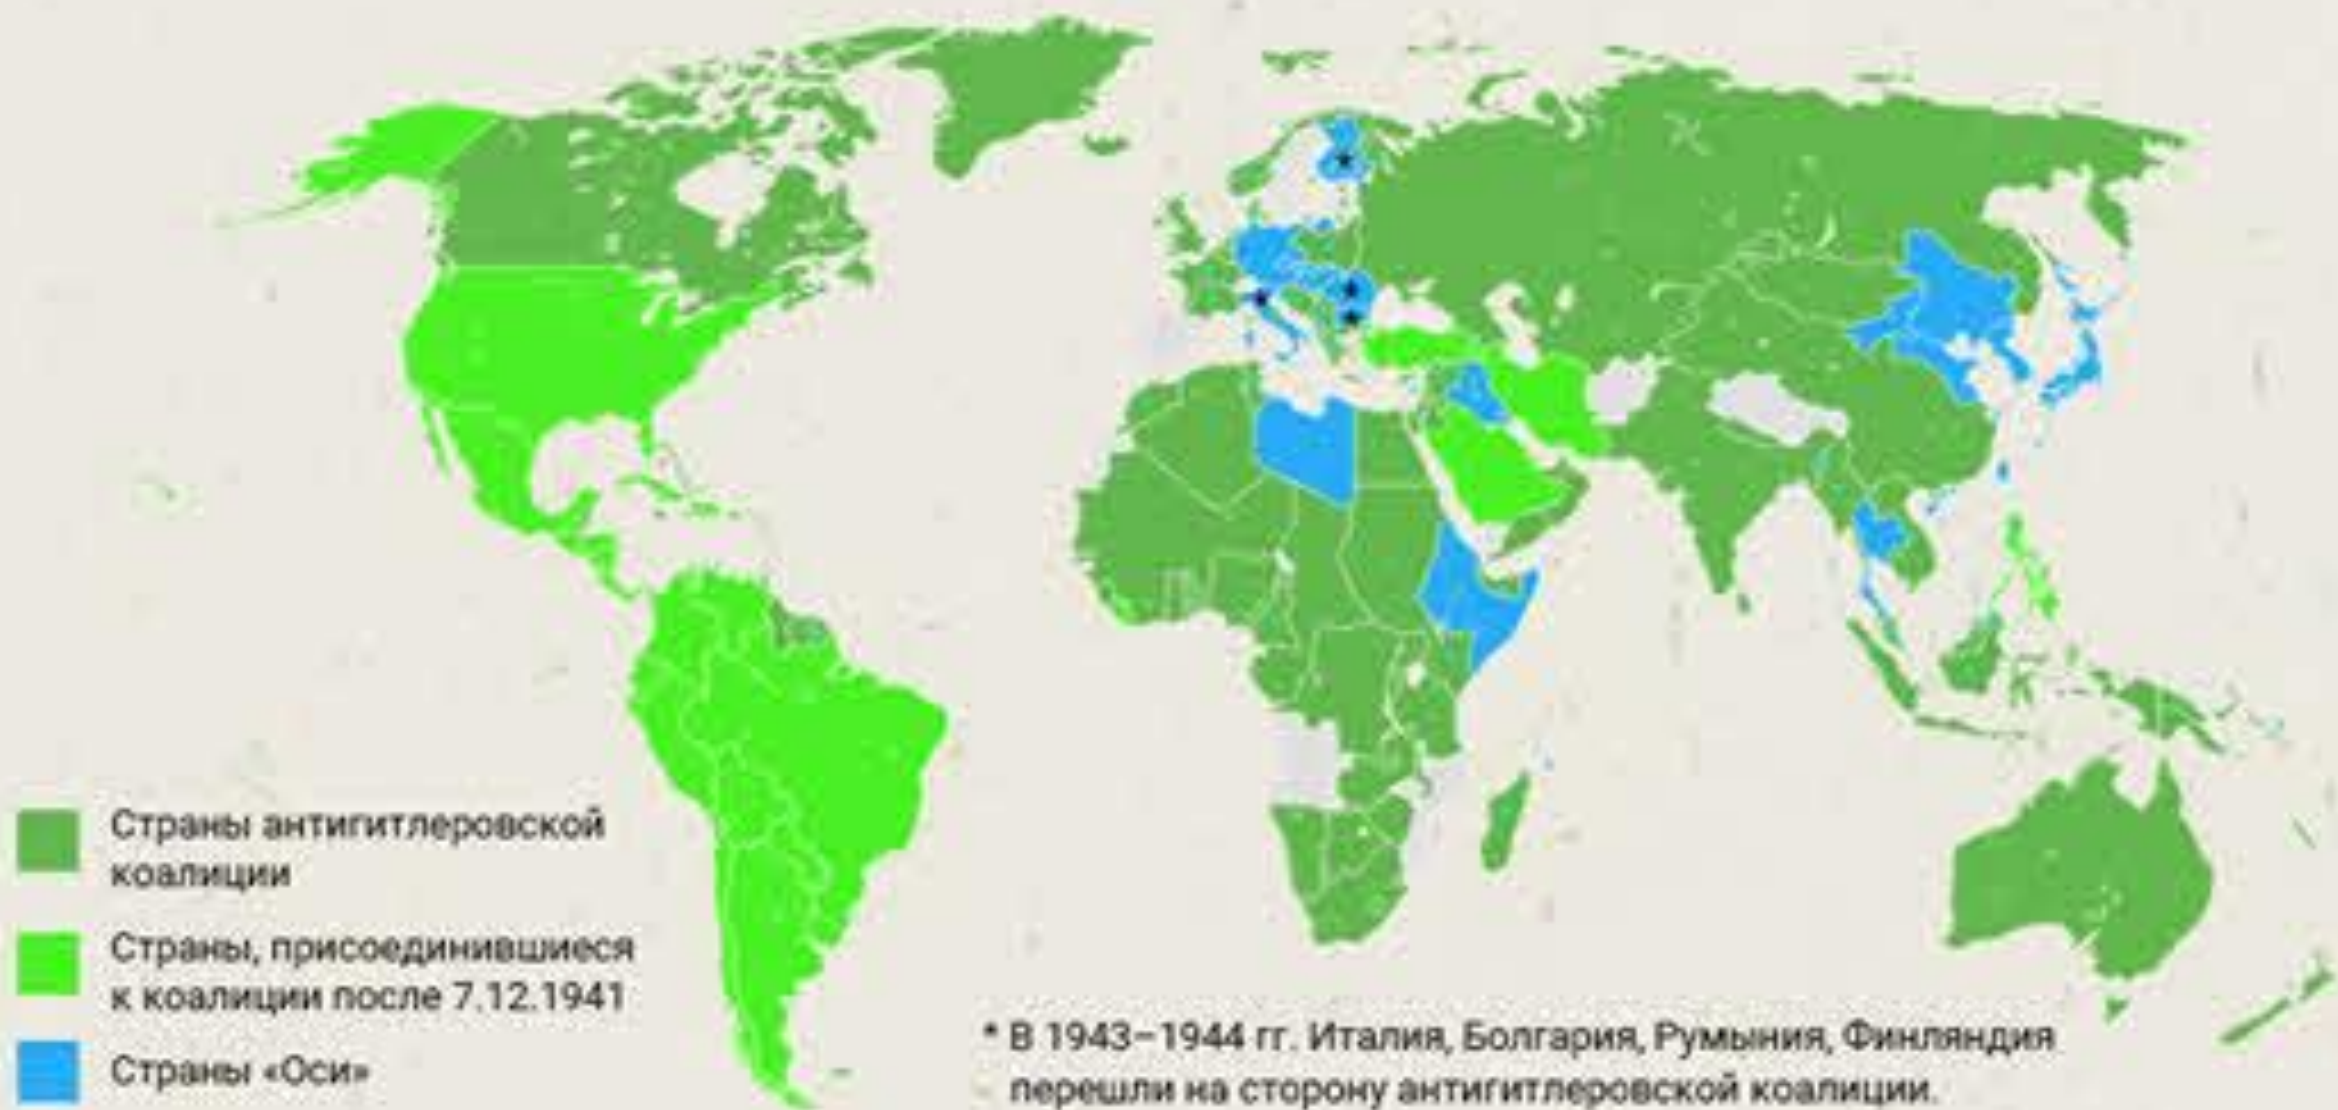 Страны антигитлеровской
коалиции
Страны, присоединившиеся
к коалиции после 7.12.1941
Страны «Оси»
* В 1943–1944 гг. Италия, Болгария, Румыния, Финляндия
перешли на сторону антигитлеровской коалиции.